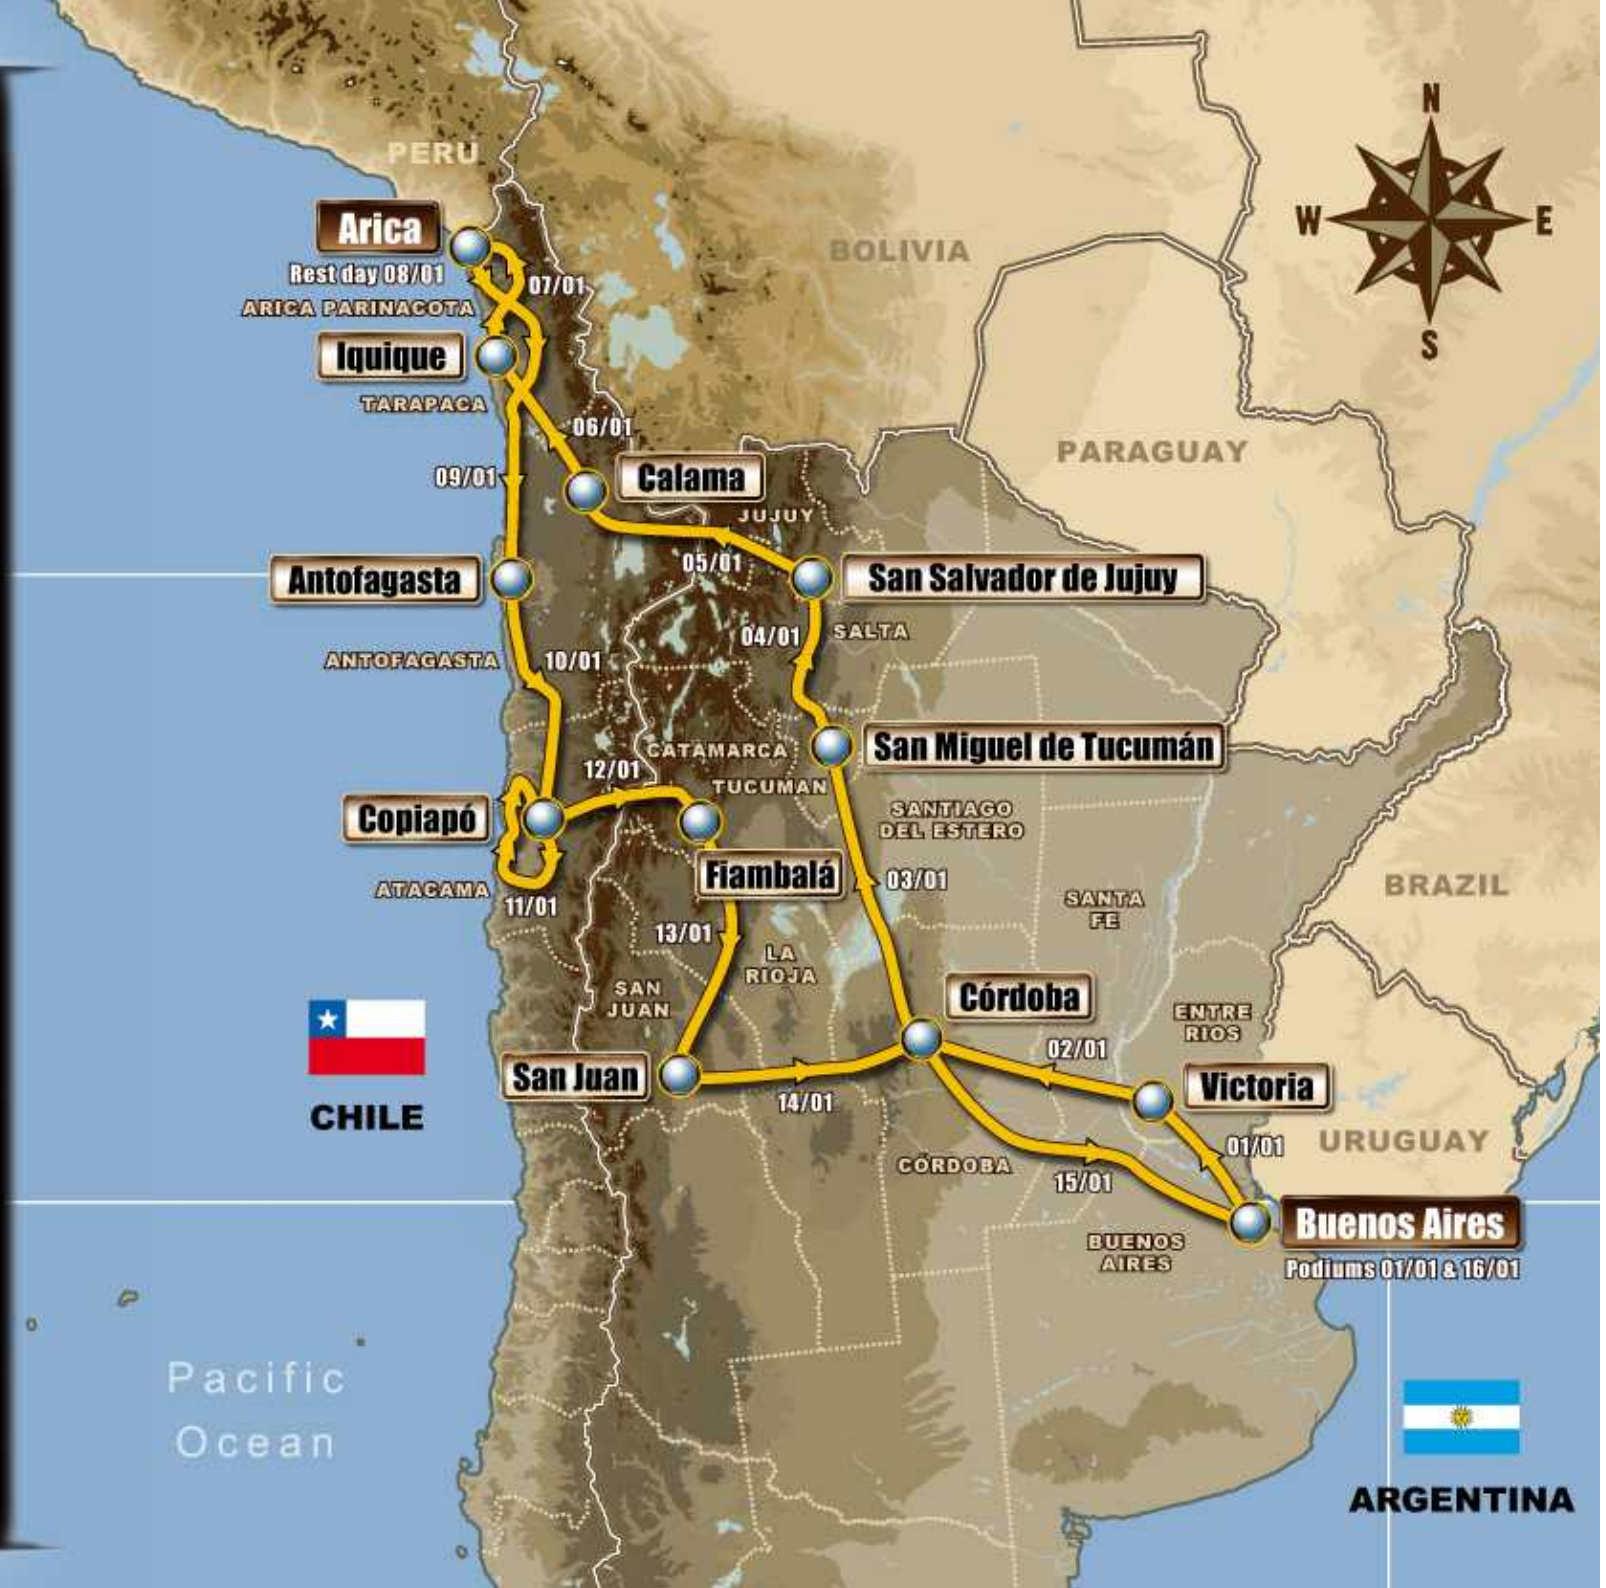 N
PERU
Arica
W
E
Rest day 08/01
BOLIVIA
07/01
ARICA PARINACOTA
Iquique
S
TARAPACA
06/01
PARAGUAY
09/01
Calama
JUJUY
05/01
Antofagasta
San Salvador de Jujuy
04/01
SALTA
ANTOFAGASTA
10/01
CATAMARCA
San Miguel de Tucumán
12/01
TUCUMAN
Copiapó
SANTIAGO
DEL ESTERO
Fiambalá
03/01
BRAZIL
ATACAMA
11/01
SANTA
FE
13/01
LA
RIOJA
SAN
JUAN
Córdoba
ENTRE
RIOS
02/01
San Juan
Victoria
14/01
CHILE
URUGUAY
01/01
CÓRDOBA
15/01
Buenos Aires
BUENOS
AIRES
Podiums 01/01 & 16/01
Pacific
Ocean
ARGENTINA